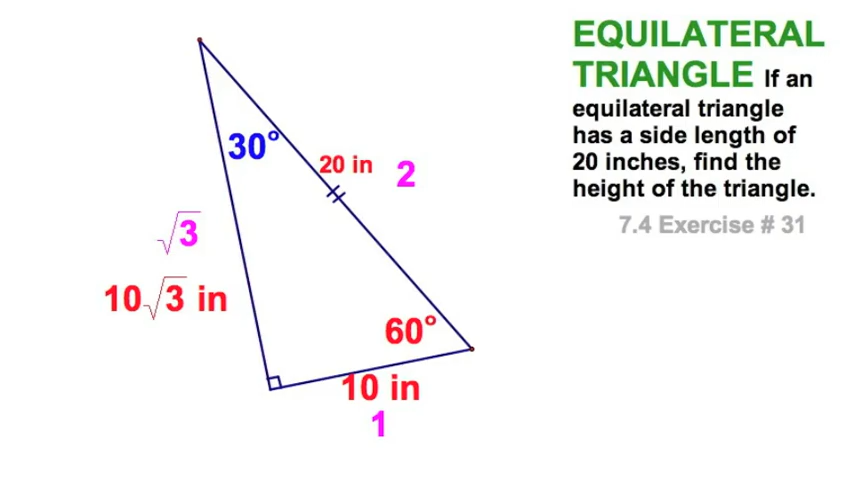 EQUILATERAL
TRIANGLE If an
equilateral triangle
has a side length of
20 inches, find the
height of the triangle.
7.4 Exercise # 31
30°
20 in
2
√3
10√3 in
60°
10 in
1